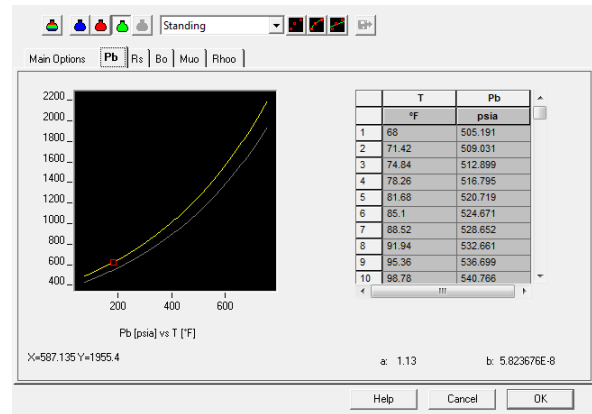 Standing
Main Options Pb Rs Bo Muo Rhoo
2200
2000
1800
1600
1400
1200
1000
800
600
400
200 400 600
Pb [psia] vs T [°F]
X=587.135 Y=1955.4
T Pb
°F psia
1 68 505.191
2 71.42 509.031
3 74.84 512.899
4 78.26 516.795
5 81.68 520.719
6 85.1 524.671
7 88.52 528.652
8 91.94 532.661
9 95.36 536.699
10 98.78 540.766
a: 1.13 b: 5.823676E-8
Help Cancel OK